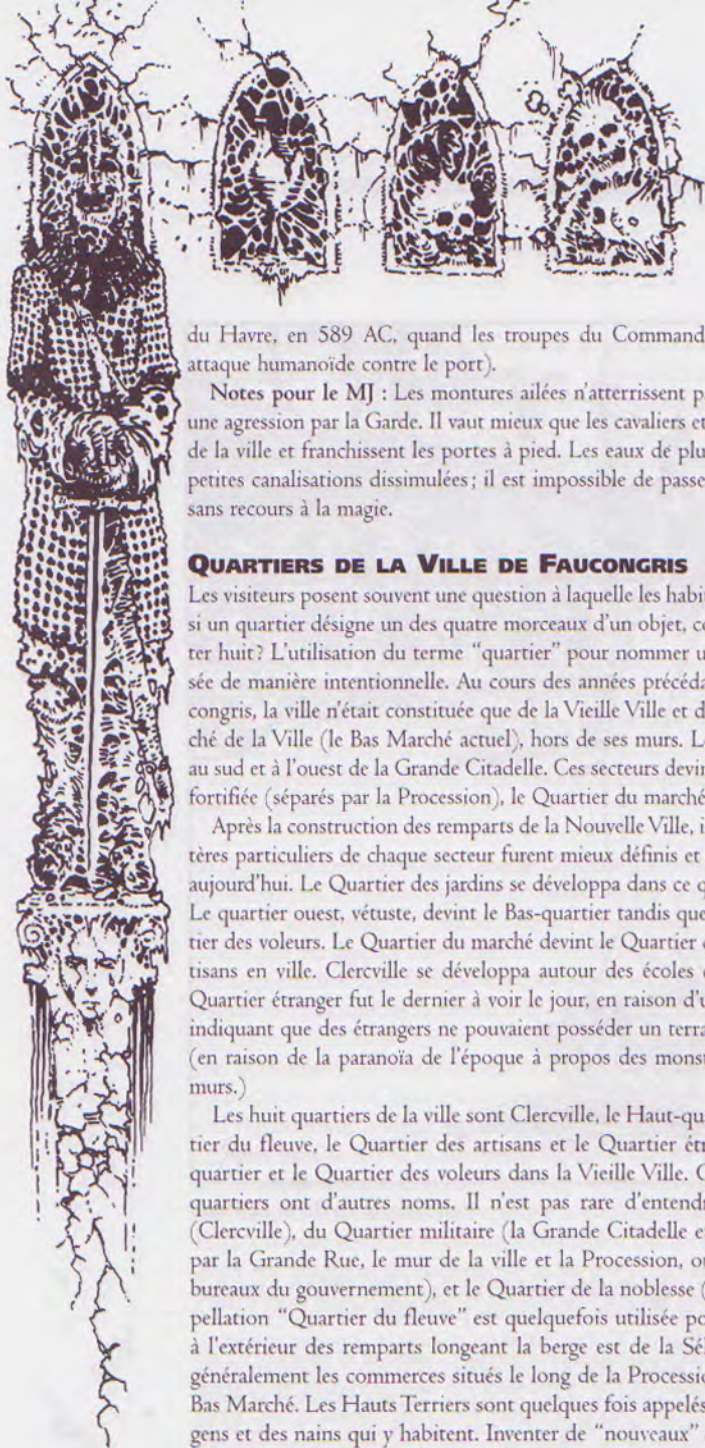 du Havre, en 589 AC, quand les troupes du Command
attaque humanoïde contre le port).
Notes pour le MJ : Les montures ailées n'atterrissent p
une agression par la Garde. Il vaut mieux que les cavaliers et
de la ville et franchissent les portes à pied. Les eaux de plu
petites canalisations dissimulées; il est impossible de passe
sans recours à la magie.
QUARTIERS DE LA VILLE DE FAUCONGRIS
Les visiteurs posent souvent une question à laquelle les habi
si un quartier désigne un des quatre morceaux d'un objet, c
ter huit? L'utilisation du terme "quartier" pour nommer u
sée de manière intentionnelle. Au cours des années précéda
congris, la ville n'était constituée que de la Vieille Ville et d
ché de la Ville (le Bas Marché actuel), hors de ses murs. L
au sud et à l'ouest de la Grande Citadelle. Ces secteurs devi
fortifiée (séparés par la Procession), le Quartier du marché
Après la construction des remparts de la Nouvelle Ville, i
tères particuliers de chaque secteur furent mieux définis et
aujourd'hui. Le Quartier des jardins se développa dans ce q
Le quartier ouest, vétuste, devint le Bas-quartier tandis que
tier des voleurs. Le Quartier du marché devint le Quartier
tisans en ville. Clercville se développa autour des écoles
Quartier étranger fut le dernier à voir le jour, en raison d'u
indiquant que des étrangers ne pouvaient posséder un terra
(en raison de la paranoïa de l'époque à propos des monst
murs.)
Les huit quartiers de la ville sont Clercville, le Haut-qu
tier du fleuve, le Quartier des artisans et le Quartier étr
quartier et le Quartier des voleurs dans la Vieille Ville. C
quartiers ont d'autres noms. Il n'est pas rare d'entend
(Clercville), du Quartier militaire (la Grande Citadelle e
par la Grande Rue, le mur de la ville et la Procession, o
bureaux du gouvernement), et le Quartier de la noblesse (
pellation "Quartier du fleuve" est quelquefois utilisée po
à l'extérieur des remparts longeant la berge est de la Sé
généralement les commerces situés le long de la Processi
Bas Marché. Les Hauts Terriers sont quelques fois appelés
gens et des nains qui y habitent. Inventer de "nouveaux"